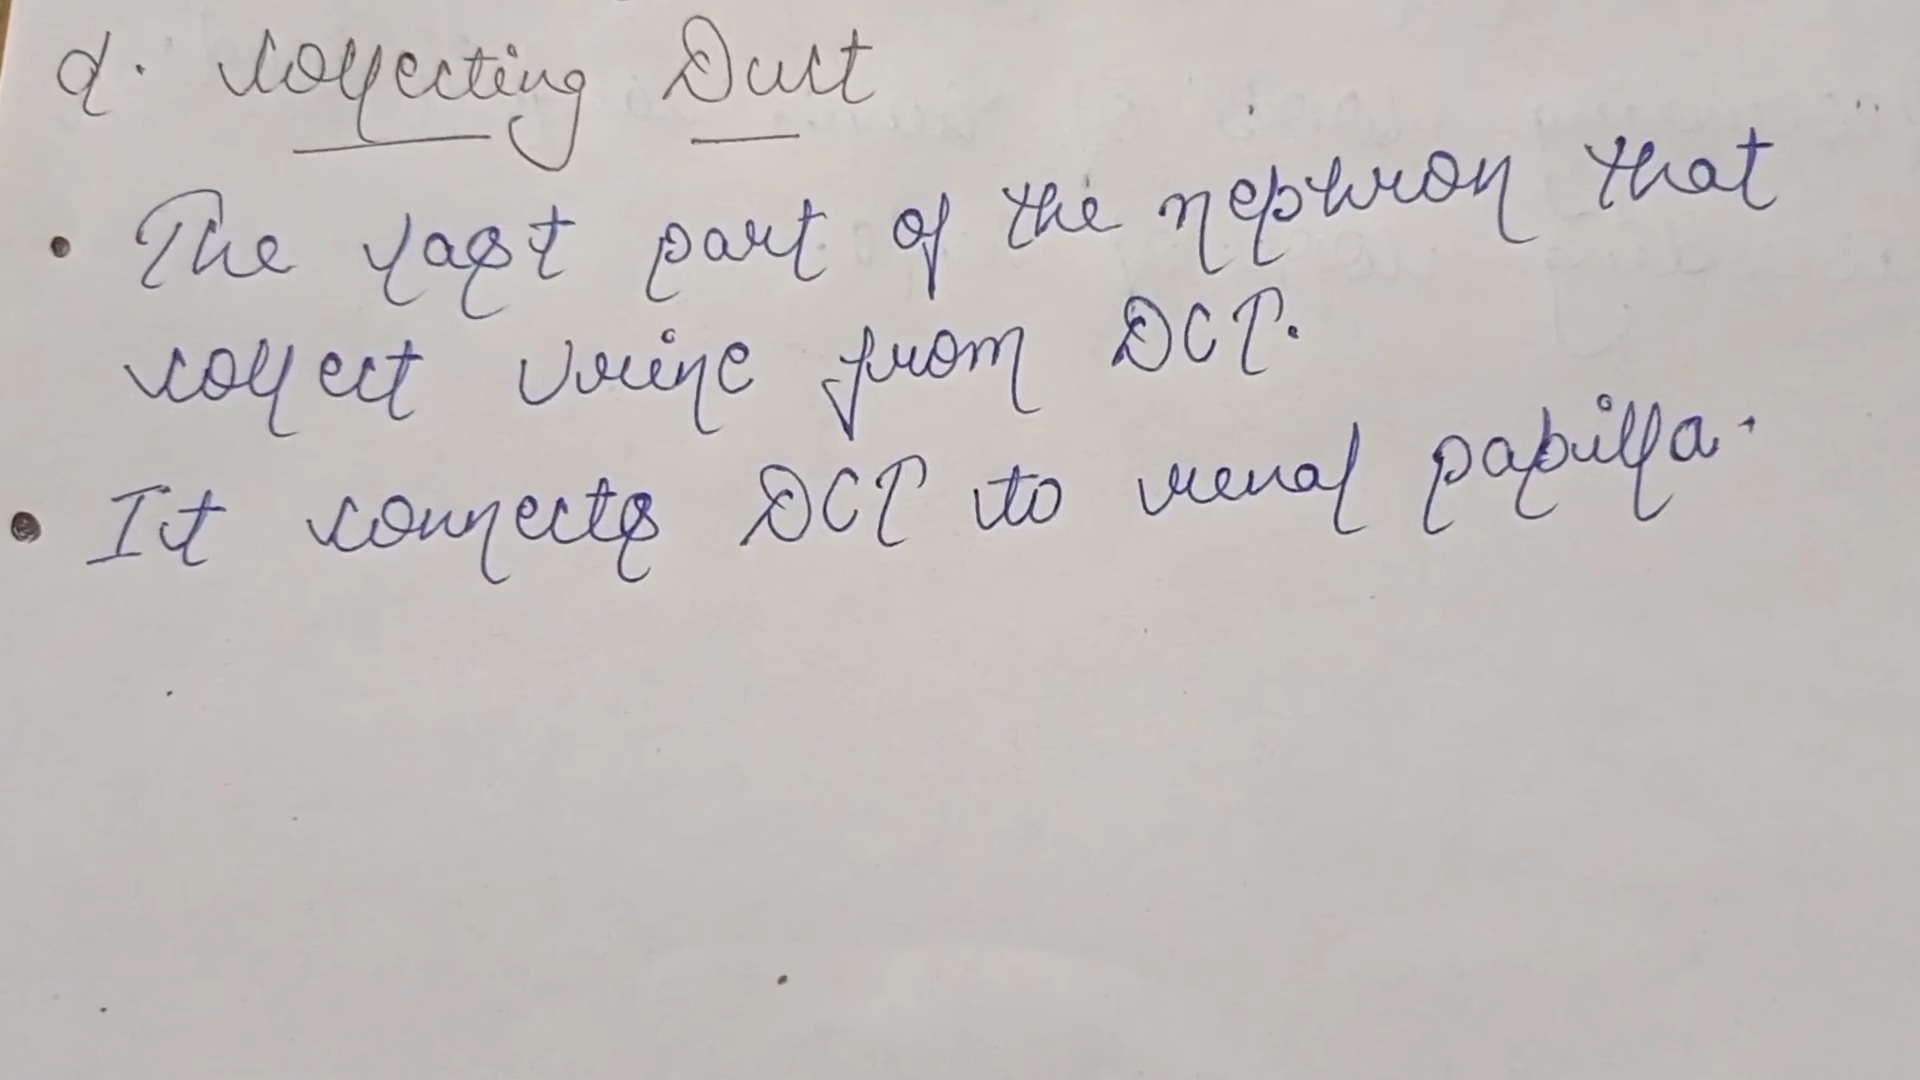 d. Collecting Duct
• The last part of the nephron that
collect urine from DCT.
• It connects DCT to renal papilla.